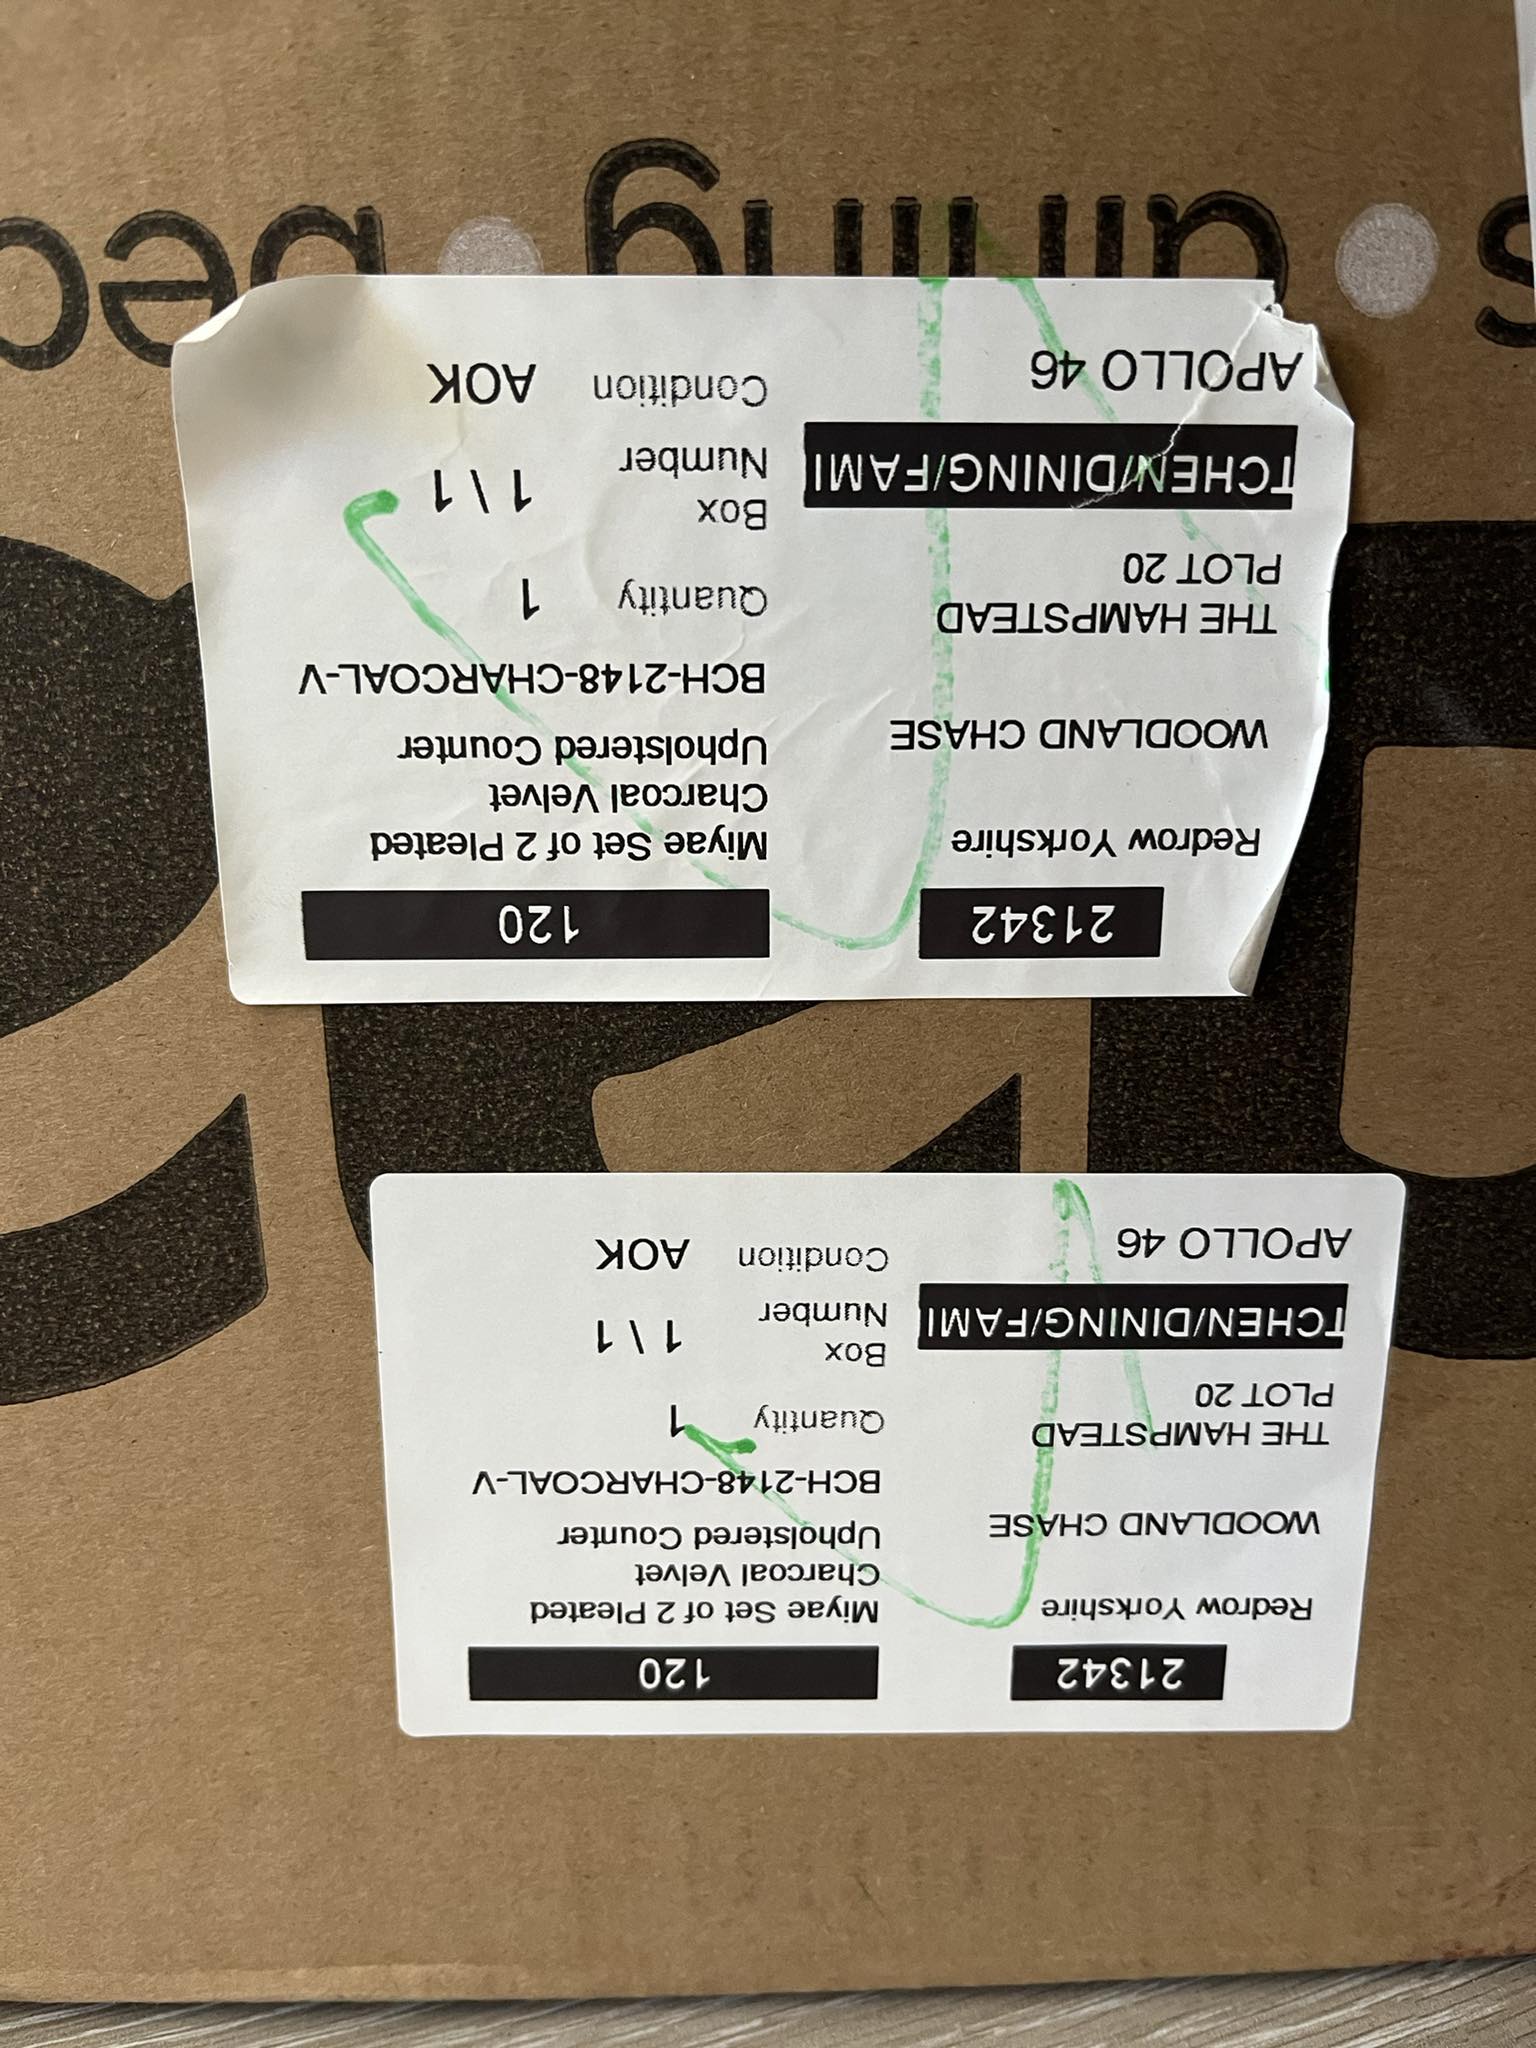 21342
Redrow Yorkshire
WOODLAND CHASE
THE HAMPSTEAD
PLOT 20
TCHEN/DINING/FAMI
APOLLO 46
120
Miyae Set of 2 Pleated
Charcoal Velvet
Upholstered Counter
BCH-2148-CHARCOAL-V
Quantity 1
Box Number 1 \ 1
Condition AOK
21342
Redrow Yorkshire
WOODLAND CHASE
THE HAMPSTEAD
PLOT 20
TCHEN/DINING/FAMI
APOLLO 46
120
Miyae Set of 2 Pleated
Charcoal Velvet
Upholstered Counter
BCH-2148-CHARCOAL-V
Quantity 1
Box Number 1 \ 1
Condition AOK
s • dining • bed